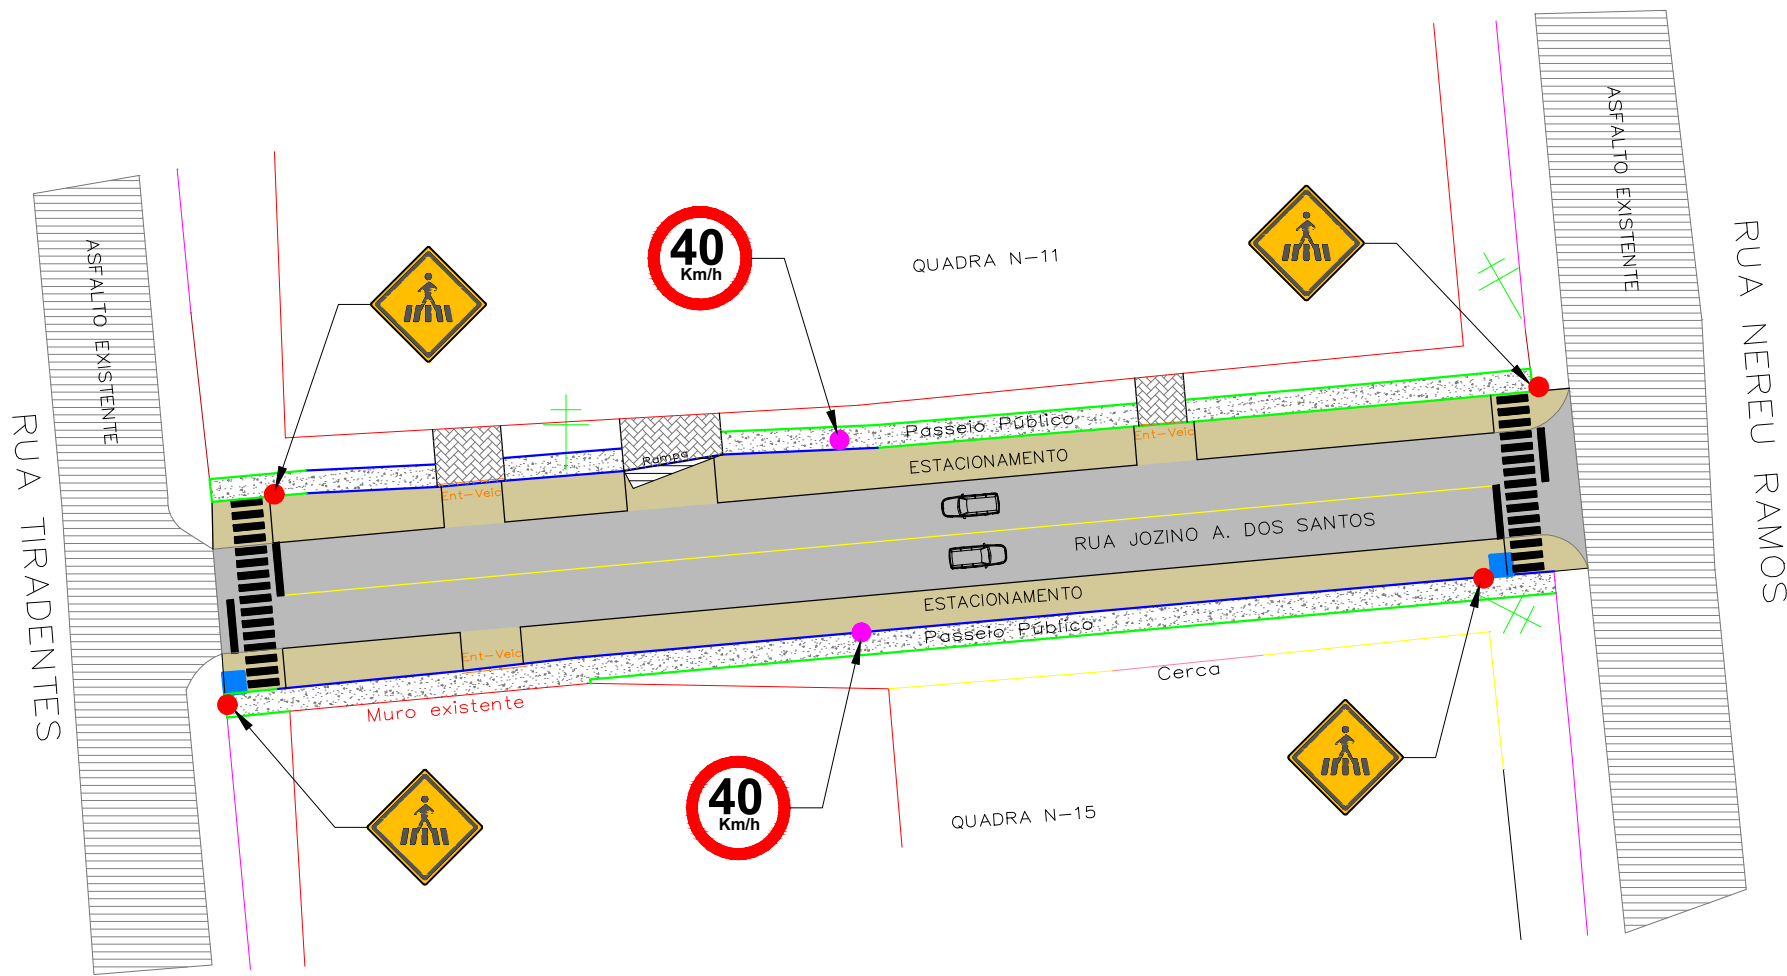 ASFALTO EXISTENTE
RUA NEREU RAMOS
ASFALTO EXISTENTE
RUA TIRADENTES
40
Km/h
QUADRA N-11
Passeio Público
Ent-Veic
Rampa
ESTACIONAMENTO
Ent-Veic
RUA JOZINO A. DOS SANTOS
ESTACIONAMENTO
Passeio Público
Ent-Veic
Cerca
Muro existente
40
Km/h
QUADRA N-15